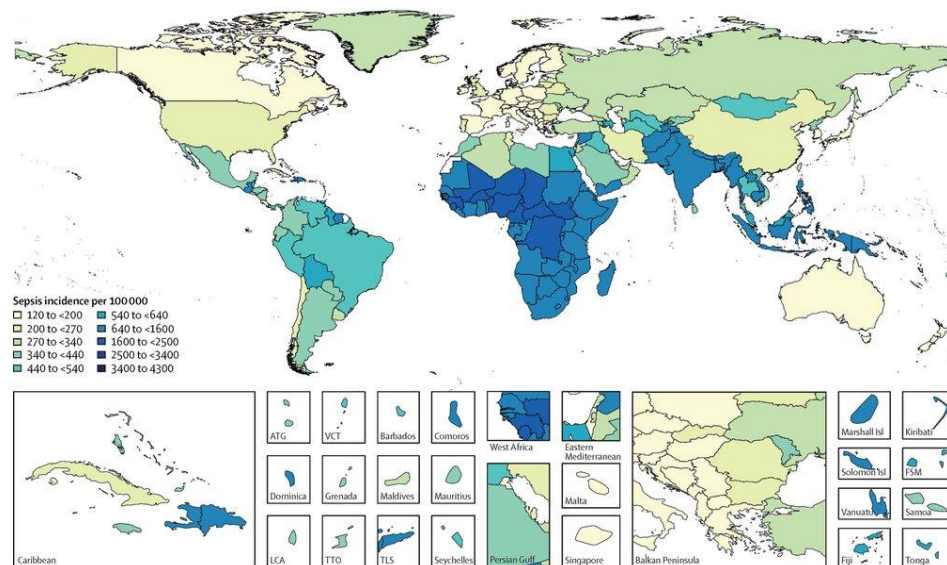 Sepsis incidence per 100 000
120 to <200
200 to <270
270 to <340
340 to <440
440 to <540
540 to <640
640 to <1600
1600 to <2500
2500 to <3400
3400 to 4300
Caribbean
ATG
VCT
Barbados
Comoros
Dominica
Grenada
Maldives
Mauritius
LCA
TTO
TLS
Seychelles
West Africa
Eastern
Mediterranean
Persian Gulf
Malta
Singapore
Balkan Peninsula
Marshall Isl
Kiribati
Solomon Isl
FSM
Vanuatu
Samoa
Fiji
Tonga